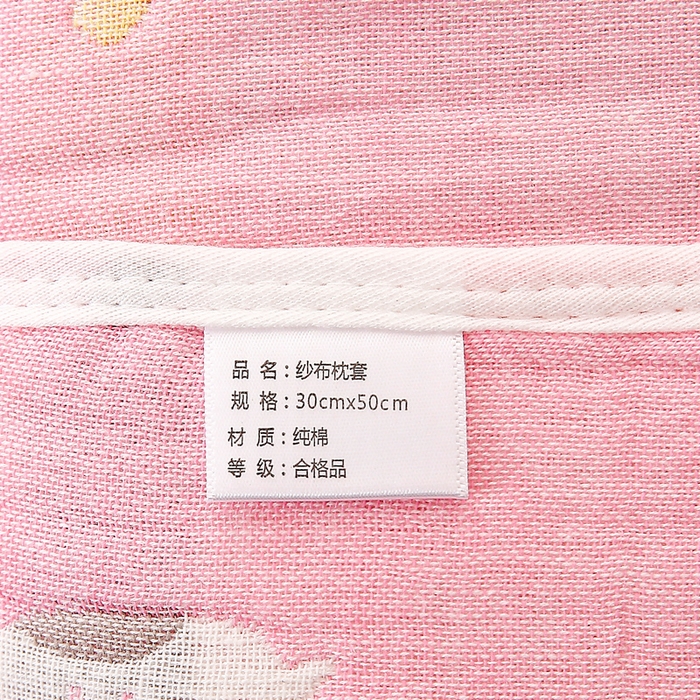 品 名：纱布枕套
规 格：30cmx50cm
材 质：纯棉
等 级：合格品